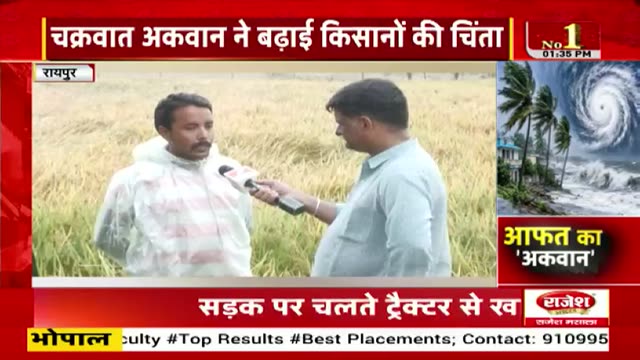 चक्रवात अकवान ने बढ़ाई किसानों की चिंता
No 1
01:35 PM
रायपुर
आफत का
'अकवान'
सड़क पर चलते ट्रैक्टर से ख
राजेश
राजेश मसाला
भोपाल
culty #Top Results #Best Placements; Contact: 910995